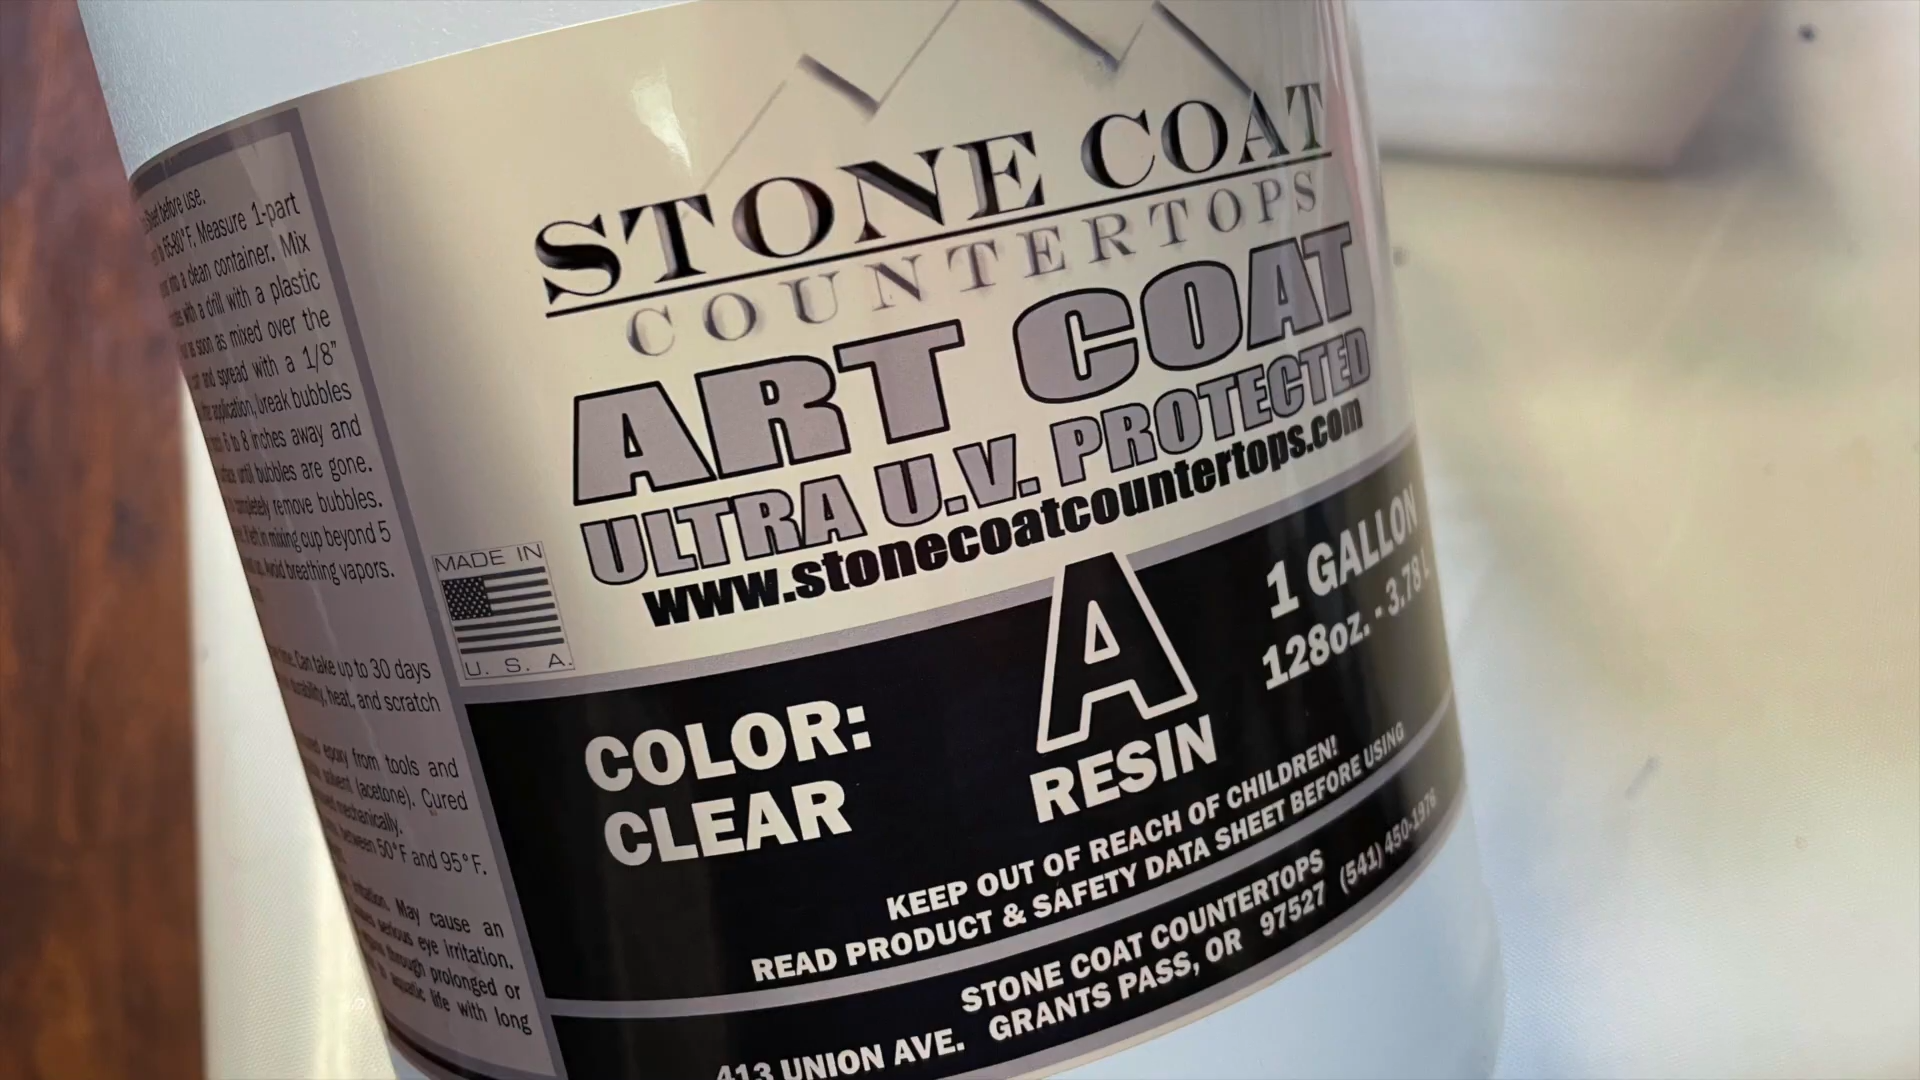 before use.
65-80°F. Measure 1-part
into a clean container. Mix
with a drill with a plastic
as soon as mixed over the
and spread with a 1/8"
application, break bubbles
6 to 8 inches away and
until bubbles are gone.
completely remove bubbles.
left in mixing cup beyond 5
Avoid breathing vapors.
time. Can take up to 30 days
durability, heat, and scratch
epoxy from tools and
solvent (acetone). Cured
mechanically.
between 50°F and 95°F.
irritation. May cause an
serious eye irritation.
through prolonged or
aquatic life with long
MADE IN
U. S. A.
STONE COAT
COUNTERTOPS
ART COAT
ULTRA U.V. PROTECTED
www.stonecoatcountertops.com
COLOR:
CLEAR
A
RESIN
1 GALLON
128oz. - 3.78 L
KEEP OUT OF REACH OF CHILDREN!
READ PRODUCT & SAFETY DATA SHEET BEFORE USING
STONE COAT COUNTERTOPS
413 UNION AVE. GRANTS PASS, OR 97527 (541) 450-1976